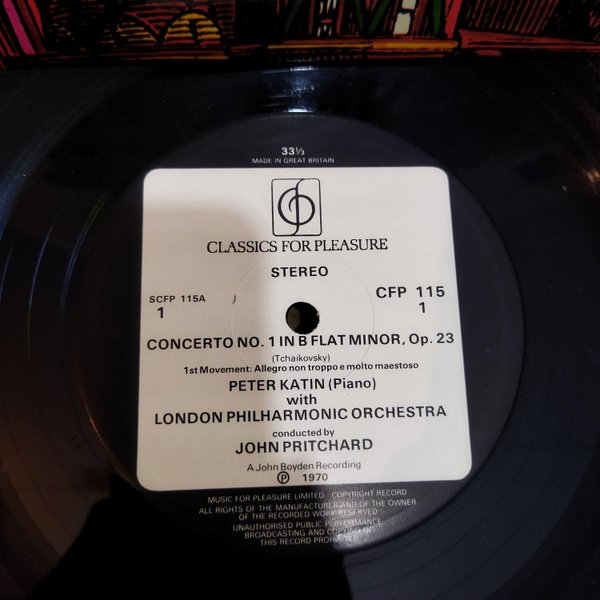 33⅓
MADE IN GREAT BRITAIN
CLASSICS FOR PLEASURE
STEREO
SCFP 115A
1
CFP 115
1
CONCERTO NO. 1 IN B FLAT MINOR, Op. 23
(Tchaikovsky)
1st Movement: Allegro non troppo e molto maestoso
PETER KATIN (Piano)
with
LONDON PHILHARMONIC ORCHESTRA
conducted by
JOHN PRITCHARD
A John Boyden Recording
℗ 1970
MUSIC FOR PLEASURE LIMITED · COPYRIGHT RECORD
ALL RIGHTS OF THE MANUFACTURER AND OF THE OWNER
OF THE RECORDED WORK RESERVED
UNAUTHORISED PUBLIC PERFORMANCE
BROADCASTING AND COPYING OF
THIS RECORD PROHIBITED